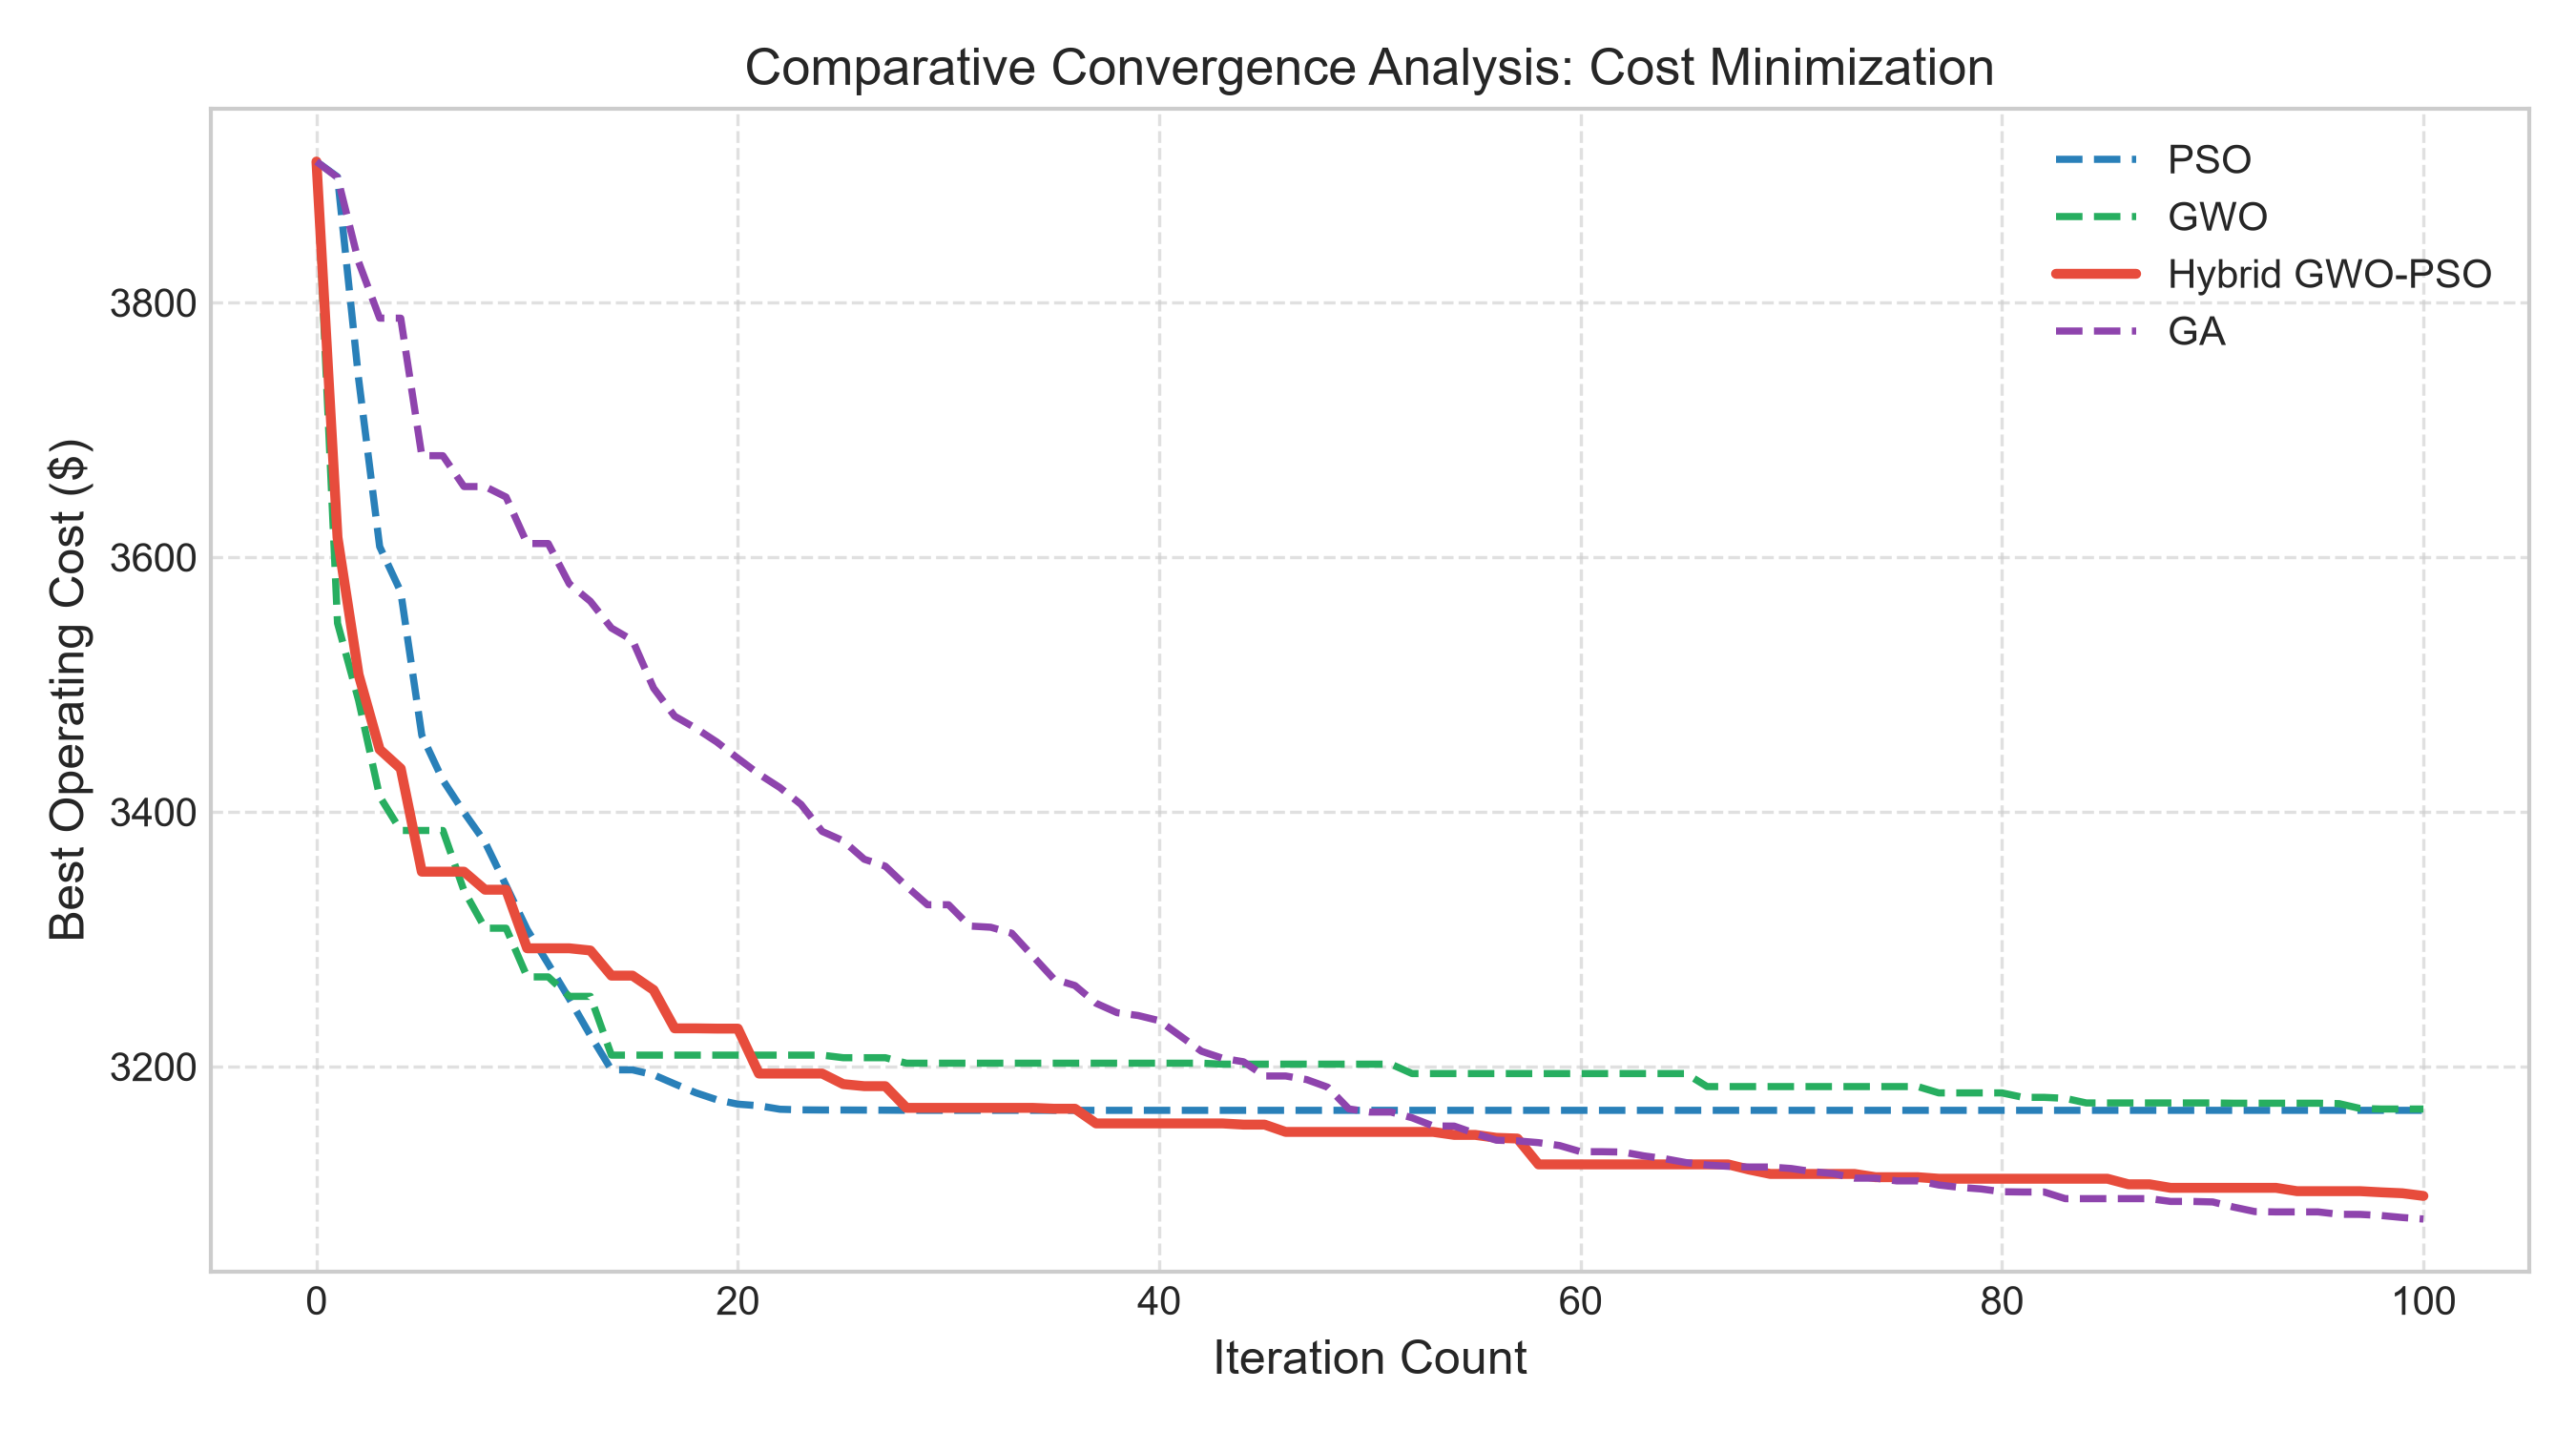 Comparative Convergence Analysis: Cost Minimization
PSO
GWO
Hybrid GWO-PSO
GA
Best Operating Cost ($)
3800
3600
3400
3200
0 20 40 60 80 100
Iteration Count